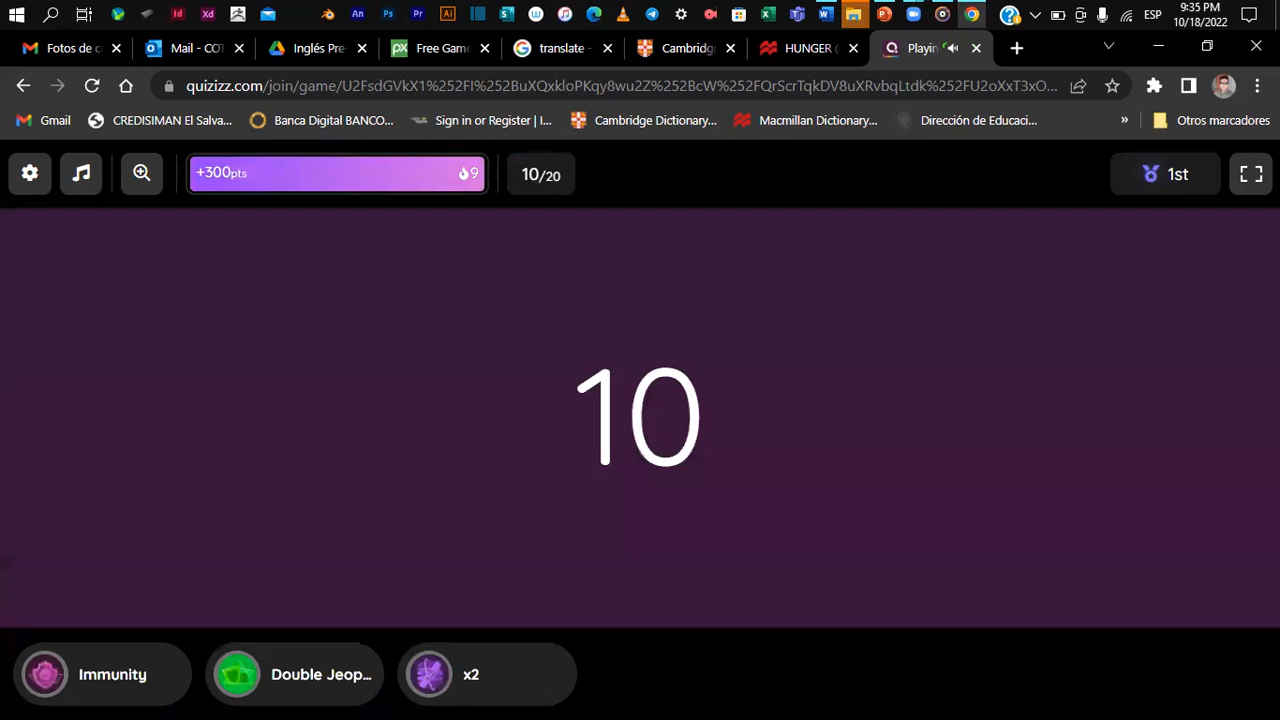 9:35 PM
ESP
10/18/2022
Fotos de c
Mail - COT
Inglés Pre-
Free Game
translate -
Cambridg
HUNGER (
Playin
quizizz.com/join/game/U2FsdGVkX1%252FI%252BuXQxkloPKqy8wu2Z%252BcW%252FQrScrTqkDV8uXRvbqLtdk%252FU2oXxT3xO...
Gmail
CREDISIMAN El Salva...
Banca Digital BANCO...
Sign in or Register | I...
Cambridge Dictionary...
Macmillan Dictionary...
Dirección de Educaci...
»
Otros marcadores
+300pts
9
10/20
1st
10
Immunity
Double Jeop...
x2